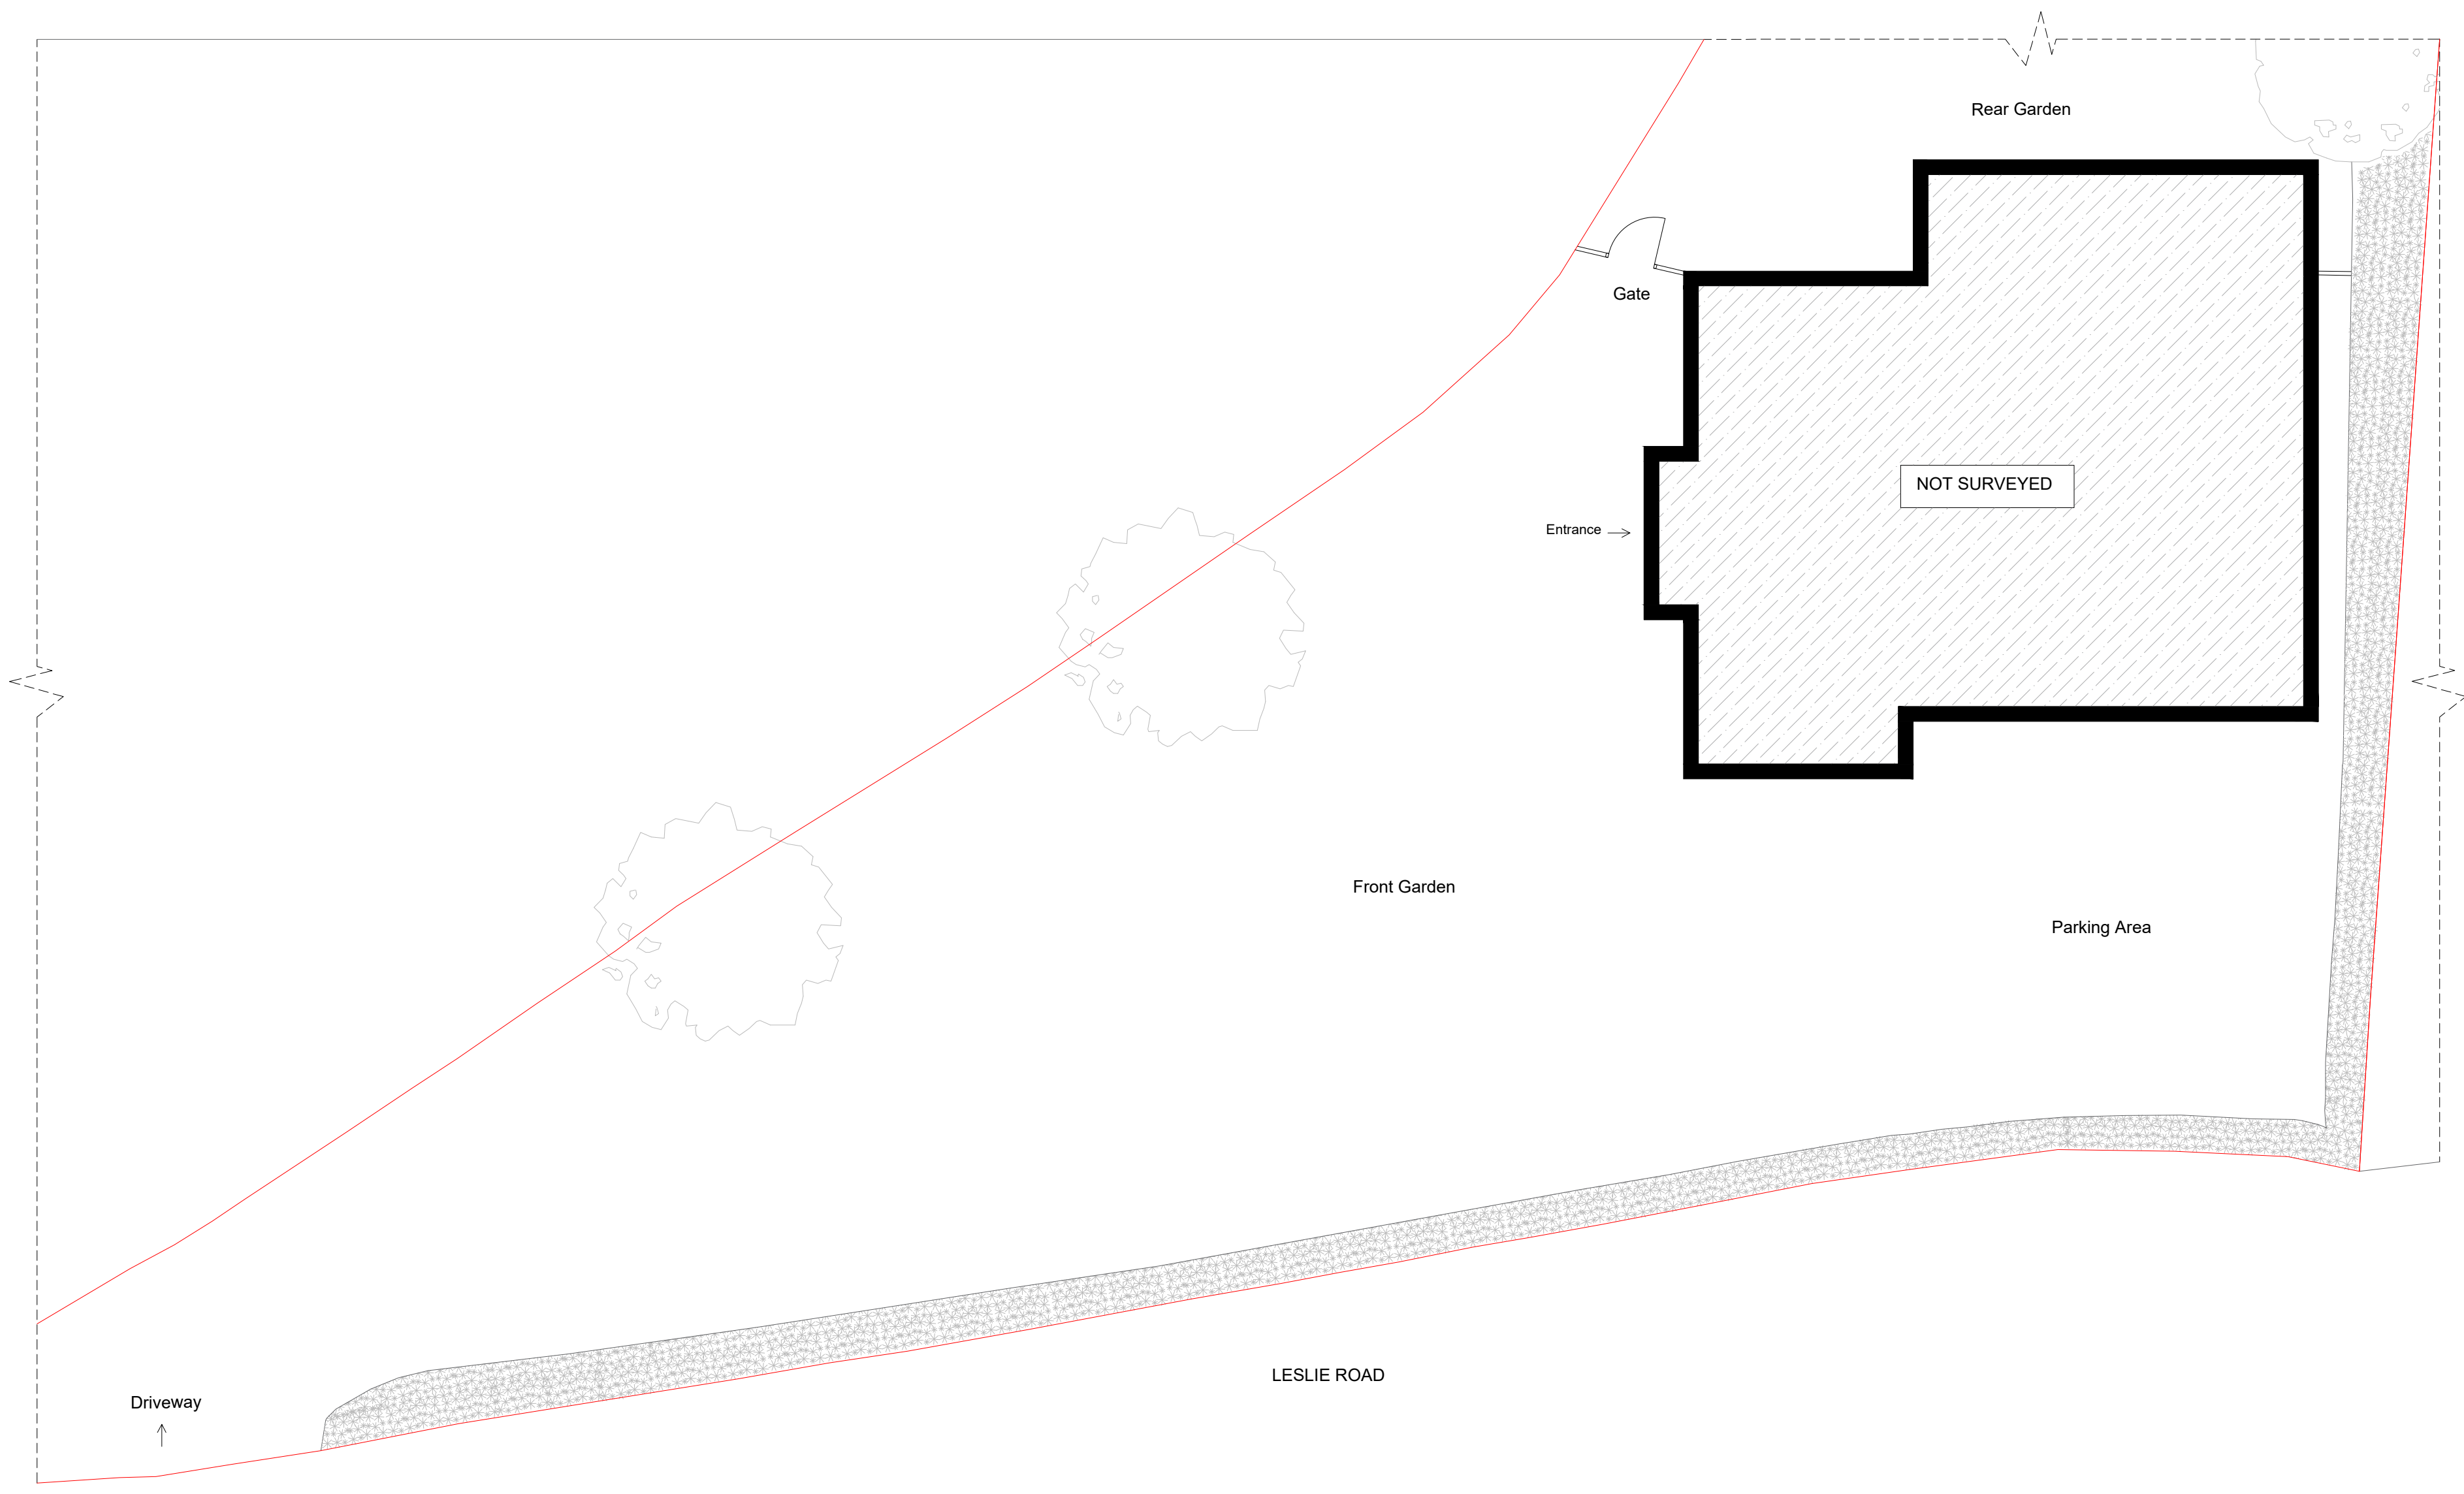 Rear Garden
Gate
NOT SURVEYED
Entrance
Front Garden
Parking Area
LESLIE ROAD
Driveway